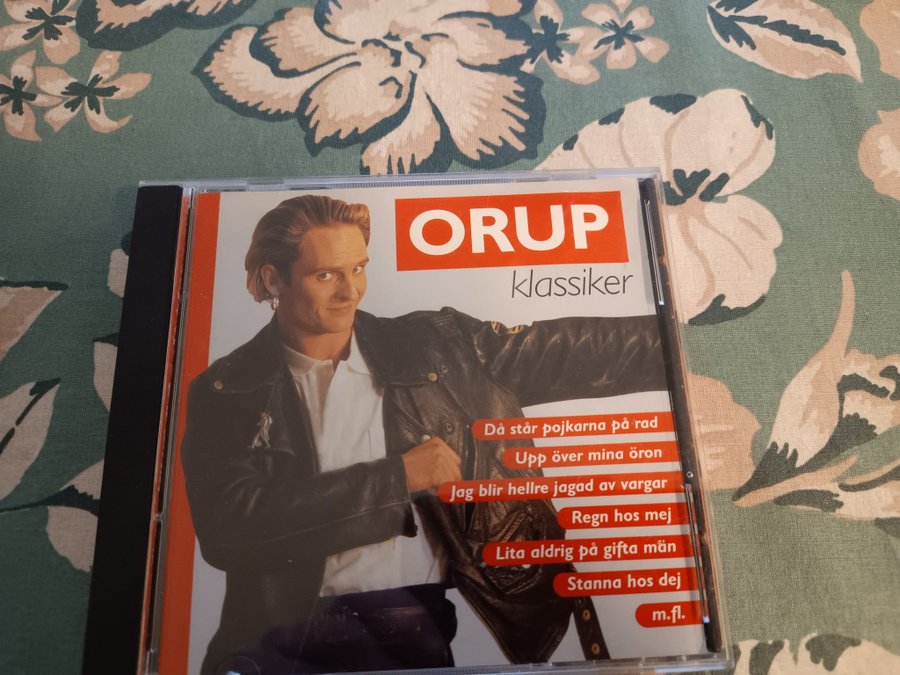 ORUP
klassiker
Då står pojkarna på rad
Upp över mina öron
Jag blir hellre jagad av vargar
Regn hos mej
Lita aldrig på gifta män
Stanna hos dej
m.fl.